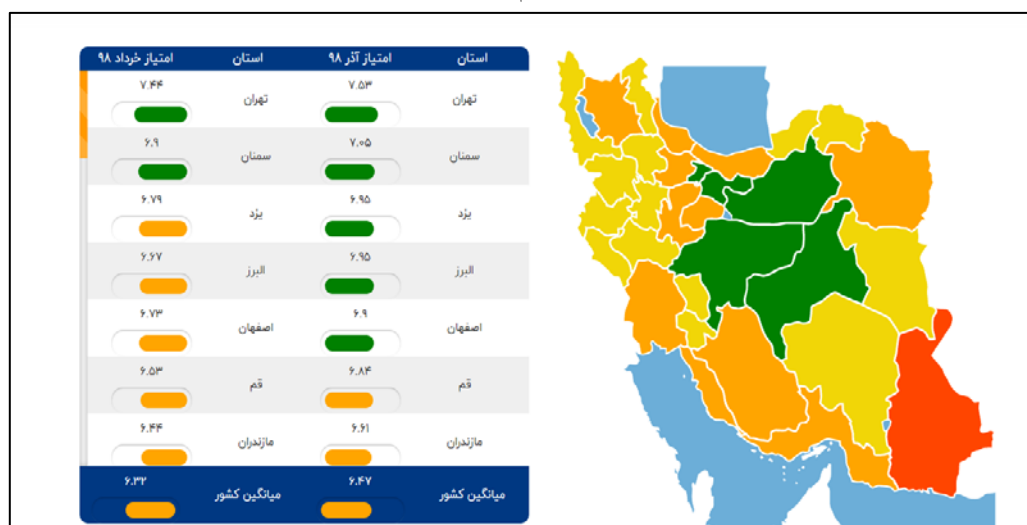 استان امتیاز آذر ۹۸ استان امتیاز خرداد ۹۸
تهران ۷.۵۳ تهران ۷.۴۴
سمنان ۷.۰۵ سمنان ۶.۹
یزد ۶.۹۵ یزد ۶.۷۹
البرز ۶.۹۵ البرز ۶.۶۷
اصفهان ۶.۹ اصفهان ۶.۷۳
قم ۶.۸۴ قم ۶.۵۳
مازندران ۶.۶۱ مازندران ۶.۴۴
میانگین کشور ۶.۴۷ میانگین کشور ۶.۳۲